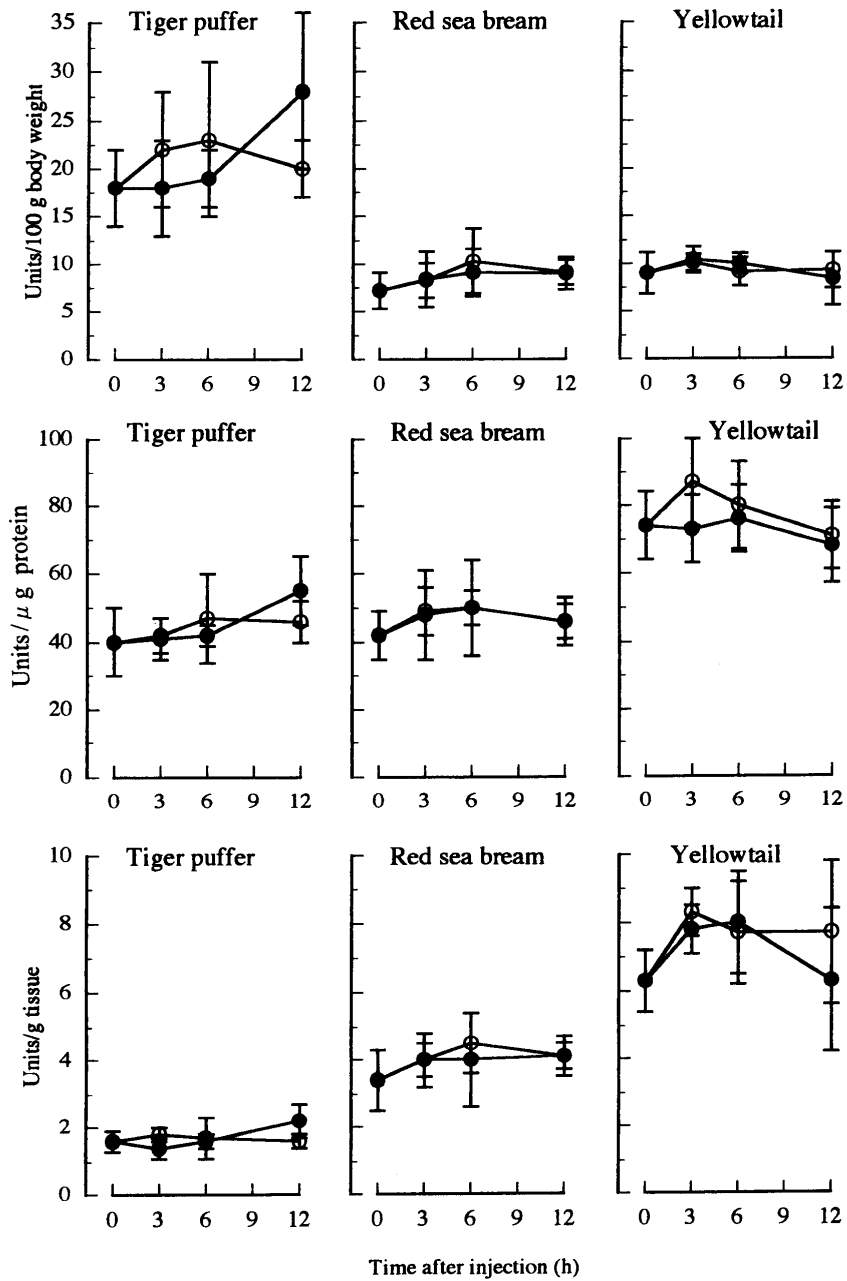 Tiger puffer Red sea bream Yellowtail
Units/100 g body weight
35
30
25
20
15
10
5
0
0 3 6 9 12 0 3 6 9 12 0 3 6 9 12
Tiger puffer Red sea bream Yellowtail
Units / μ g protein
100
80
60
40
20
0
0 3 6 9 12 0 3 6 9 12 0 3 6 9 12
Tiger puffer Red sea bream Yellowtail
Units/g tissue
10
8
6
4
2
0
0 3 6 9 12 0 3 6 9 12 0 3 6 9 12
Time after injection (h)